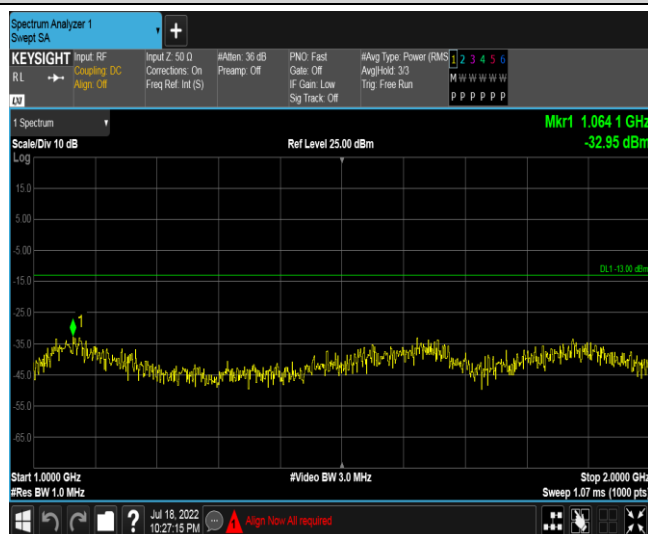 Spectrum Analyzer 1
Swept SA
KEYSIGHT
RL
LXI
Input: RF
Coupling: DC
Align: Off
Input Z: 50 Ω
Corrections: On
Freq Ref: Int (S)
#Atten: 36 dB
Preamp: Off
PNO: Fast
Gate: Off
IF Gain: Low
Sig Track: Off
#Avg Type: Power (RMS
Avg|Hold: 3/3
Trig: Free Run
1 2 3 4 5 6
M W W W W W
P P P P P P
1 Spectrum
Mkr1 1.064 1 GHz
Scale/Div 10 dB
Ref Level 25.00 dBm
-32.95 dBm
Log
15.0
5.00
-5.00
DL1 -13.00 dBm
-15.0
-25.0
1
-35.0
-45.0
-55.0
-65.0
Start 1.0000 GHz
#Video BW 3.0 MHz
Stop 2.0000 GHz
#Res BW 1.0 MHz
Sweep 1.07 ms (1000 pts)
?
Jul 18, 2022
10:27:15 PM
Align Now All required